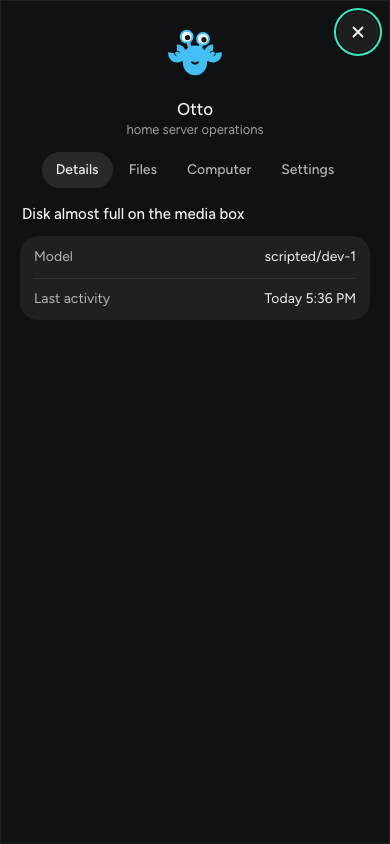 Otto
home server operations
Details Files Computer Settings
Disk almost full on the media box
Model scripted/dev-1
Last activity Today 5:36 PM